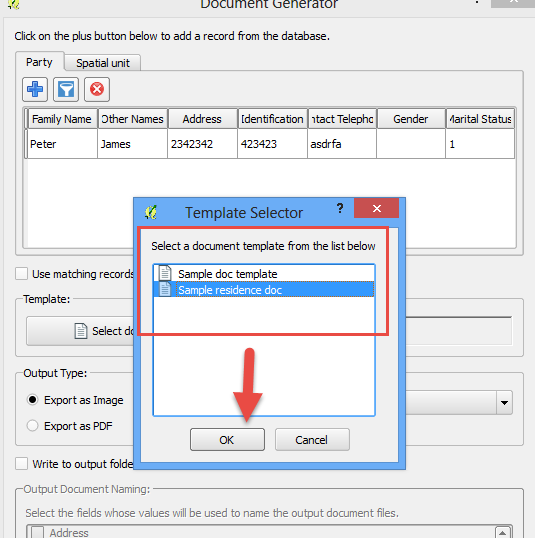 Document Generator
Click on the plus button below to add a record from the database.
Party Spatial unit
Family Name Other Names Address Identification ntact Telepho Gender Marital Status
Peter James 2342342 423423 asdrfa 1
Template Selector ?
Select a document template from the list below
Sample doc template
Sample residence doc
OK Cancel
Use matching records
Template:
Select do
Output Type:
Export as Image
Export as PDF
Write to output folde
Output Document Naming:
Select the fields whose values will be used to name the output document files.
Address